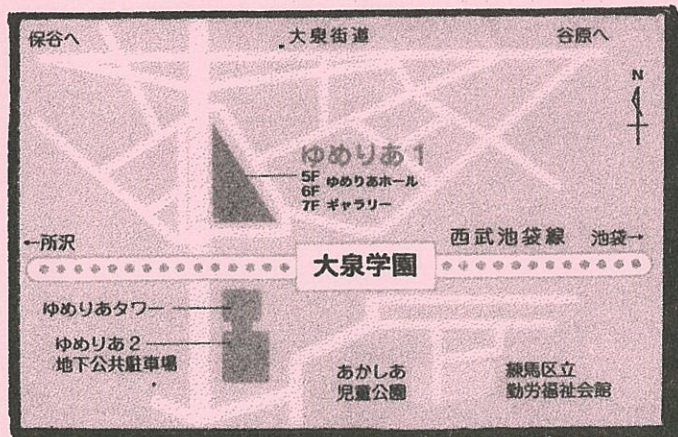 保谷へ
大泉街道
谷原へ
N
ゆめりあ1
5F ゆめりあホール
6F
7F ギャラリー
←所沢
西武池袋線
池袋→
大泉学園
ゆめりあタワー
ゆめりあ2
地下公共駐車場
あかしあ
児童公園
練馬区立
勤労福祉会館